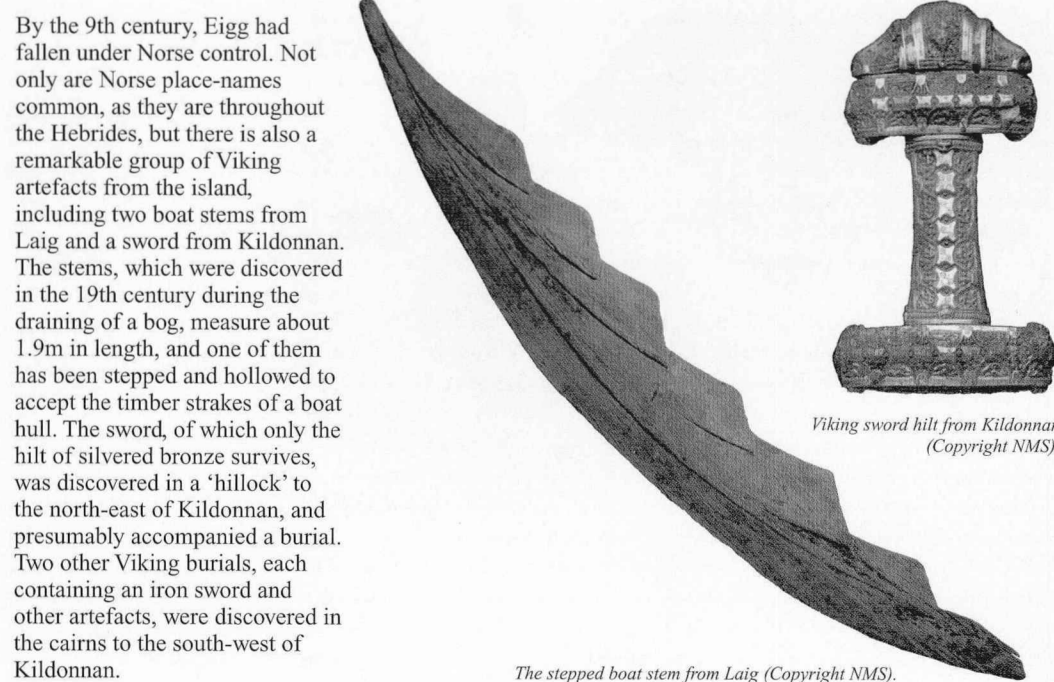 By the 9th century, Eigg had
fallen under Norse control. Not
only are Norse place-names
common, as they are throughout
the Hebrides, but there is also a
remarkable group of Viking
artefacts from the island,
including two boat stems from
Laig and a sword from Kildonnan.
The stems, which were discovered
in the 19th century during the
draining of a bog, measure about
1.9m in length, and one of them
has been stepped and hollowed to
accept the timber strakes of a boat
hull. The sword, of which only the
hilt of silvered bronze survives,
was discovered in a ‘hillock’ to
the north-east of Kildonnan, and
presumably accompanied a burial.
Two other Viking burials, each
containing an iron sword and
other artefacts, were discovered in
the cairns to the south-west of
Kildonnan.
Viking sword hilt from Kildonnan
(Copyright NMS)
The stepped boat stem from Laig (Copyright NMS).